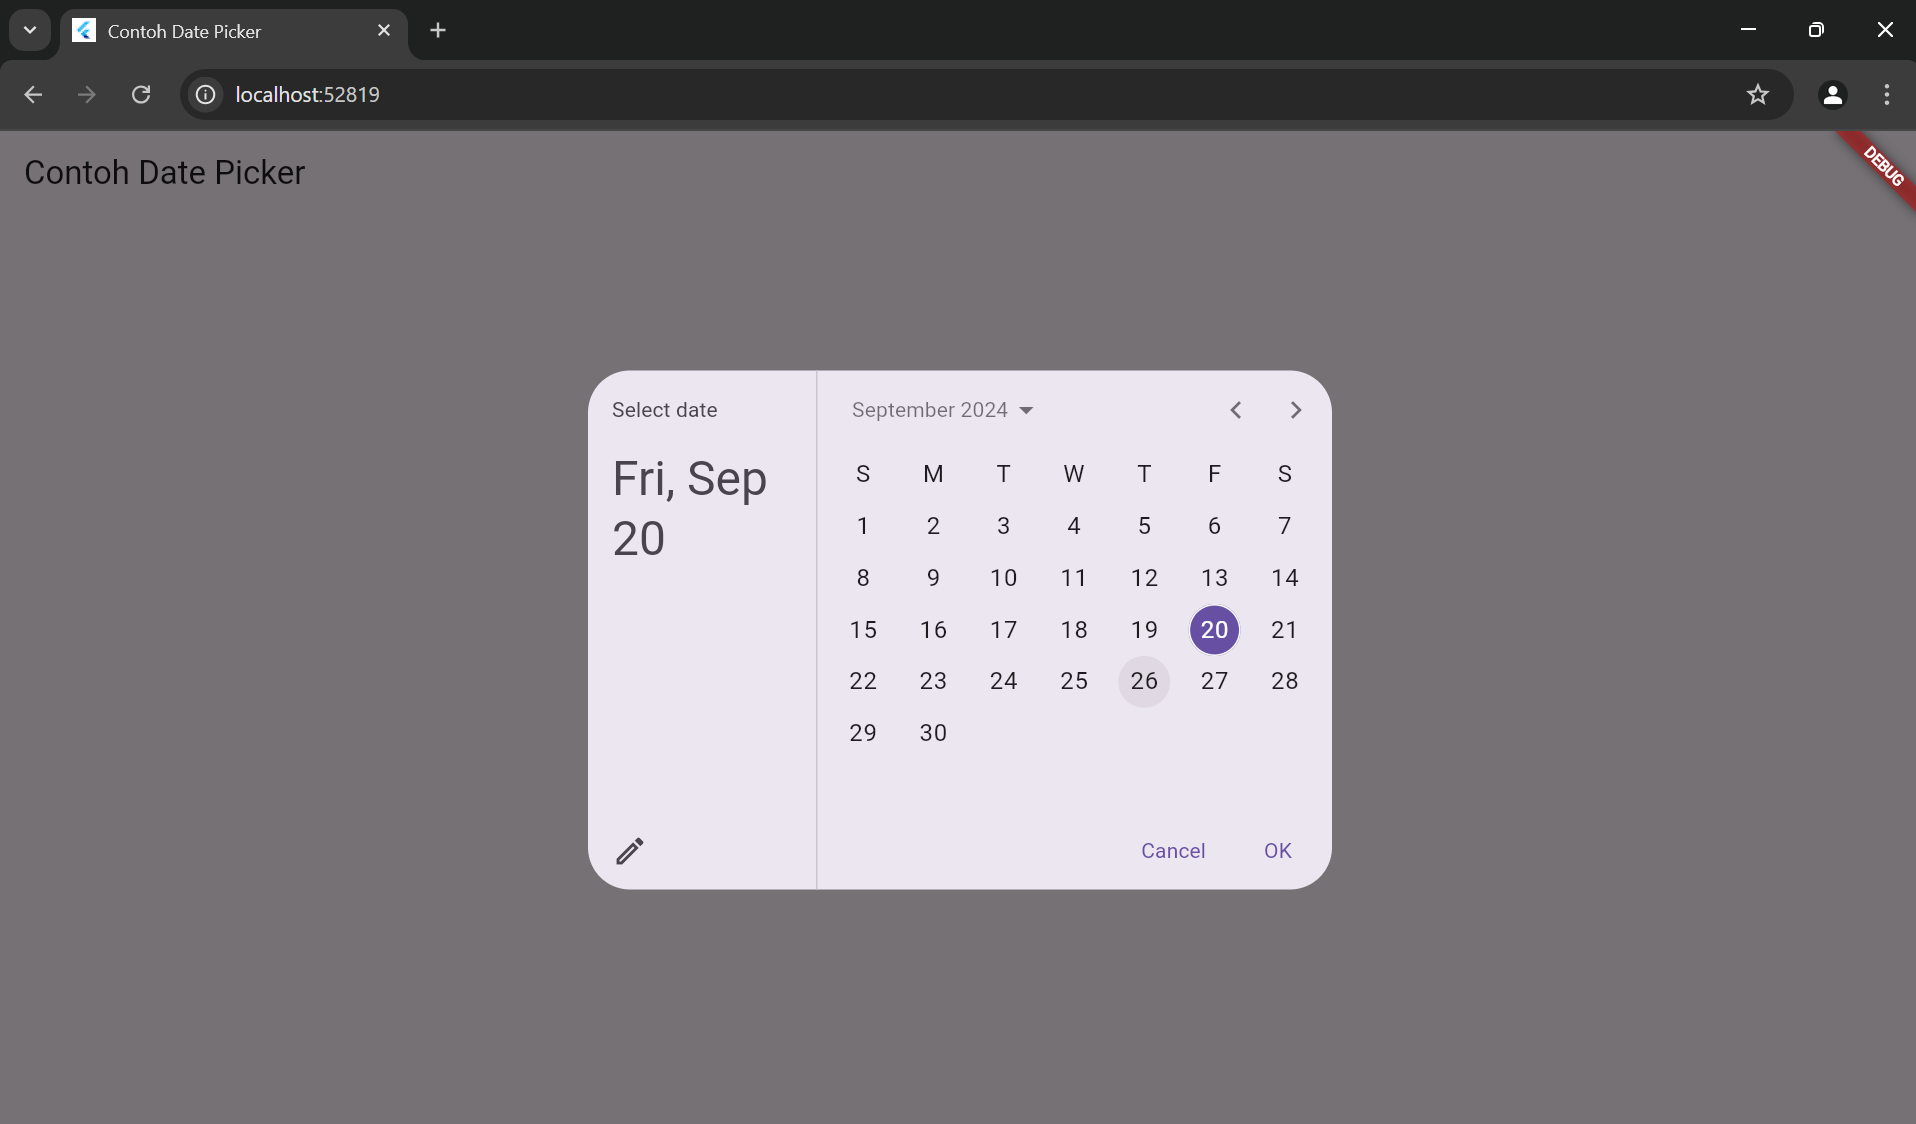 Contoh Date Picker
localhost:52819
Contoh Date Picker
DEBUG
Select date
Fri, Sep
20
September 2024
S M T W T F S
1 2 3 4 5 6 7
8 9 10 11 12 13 14
15 16 17 18 19 20 21
22 23 24 25 26 27 28
29 30
Cancel OK